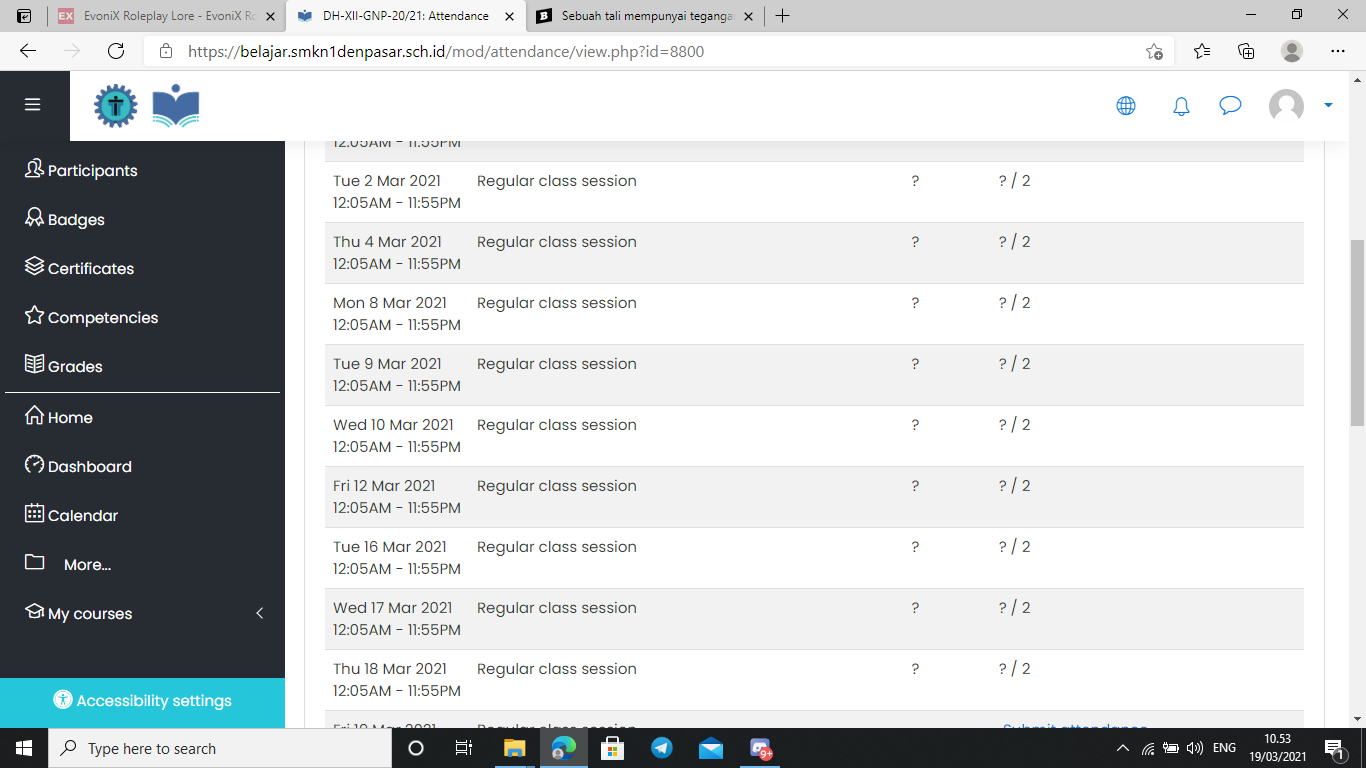 EvoniX Roleplay Lore - EvoniX Ro
DH-XII-GNP-20/21: Attendance
Sebuah tali mempunyai tegangan
https://belajar.smkn1denpasar.sch.id/mod/attendance/view.php?id=8800
Participants
Badges
Certificates
Competencies
Grades
Home
Dashboard
Calendar
More...
My courses
Accessibility settings
12:05AM - 11:55PM
Tue 2 Mar 2021 Regular class session ? ? / 2
12:05AM - 11:55PM
Thu 4 Mar 2021 Regular class session ? ? / 2
12:05AM - 11:55PM
Mon 8 Mar 2021 Regular class session ? ? / 2
12:05AM - 11:55PM
Tue 9 Mar 2021 Regular class session ? ? / 2
12:05AM - 11:55PM
Wed 10 Mar 2021 Regular class session ? ? / 2
12:05AM - 11:55PM
Fri 12 Mar 2021 Regular class session ? ? / 2
12:05AM - 11:55PM
Tue 16 Mar 2021 Regular class session ? ? / 2
12:05AM - 11:55PM
Wed 17 Mar 2021 Regular class session ? ? / 2
12:05AM - 11:55PM
Thu 18 Mar 2021 Regular class session ? ? / 2
12:05AM - 11:55PM
Fri 19 Mar 2021 Regular class session Submit attendance
Type here to search
9+
ENG
10.53
19/03/2021
1